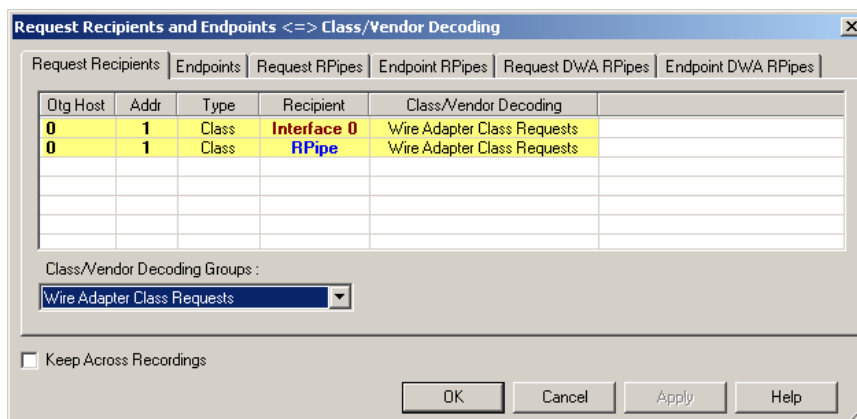 Request Recipients and Endpoints <=> Class/Vendor Decoding
Request Recipients Endpoints Request RPipes Endpoint RPipes Request DWA RPipes Endpoint DWA RPipes
Otg Host Addr Type Recipient Class/Vendor Decoding
0 1 Class Interface 0 Wire Adapter Class Requests
0 1 Class RPipe Wire Adapter Class Requests
Class/Vendor Decoding Groups :
Wire Adapter Class Requests
Keep Across Recordings
OK Cancel Apply Help